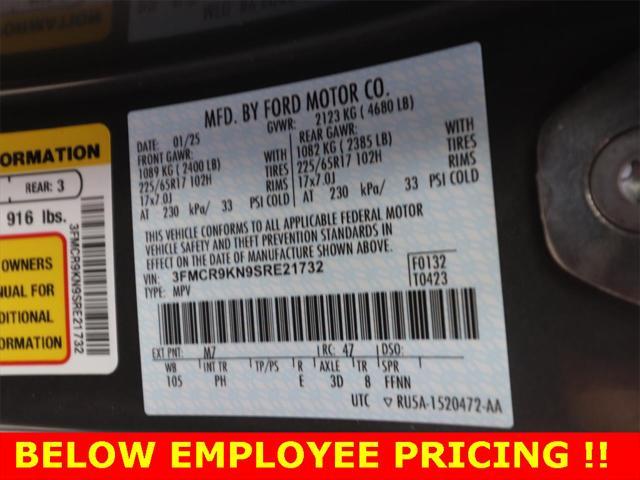 MFD. BY FORD MOTOR CO.
DATE: 01/25 GVWR: 2123 KG ( 4680 LB)
FRONT GAWR: REAR GAWR:
1089 KG ( 2400 LB) WITH 1082 KG ( 2385 LB) WITH
225/65R17 102H TIRES 225/65R17 102H TIRES
17x7.0J RIMS 17x7.0J RIMS
AT 230 kPa/ 33 PSI COLD AT 230 kPa/ 33 PSI COLD
THIS VEHICLE CONFORMS TO ALL APPLICABLE FEDERAL MOTOR
VEHICLE SAFETY AND BUMPER STANDARDS IN
EFFECT ON THE DATE OF MANUFACTURE SHOWN ABOVE.
VIN: 3FMCR9KN9SRE21732 F0132
TYPE: MPV T0423
EXT PNT: M7 RC: 47 DSO:
WB INT TR TP/PS R AXLE TR SPR
105 PH E 3D 8 FFNN
UTC ▽ RU5A-1520472-AA
ORMATION
REAR: 3
916 lbs.
OWNERS
NUAL FOR
DITIONAL
ORMATION
3FMCR9KN9SRE21732
BELOW EMPLOYEE PRICING !!